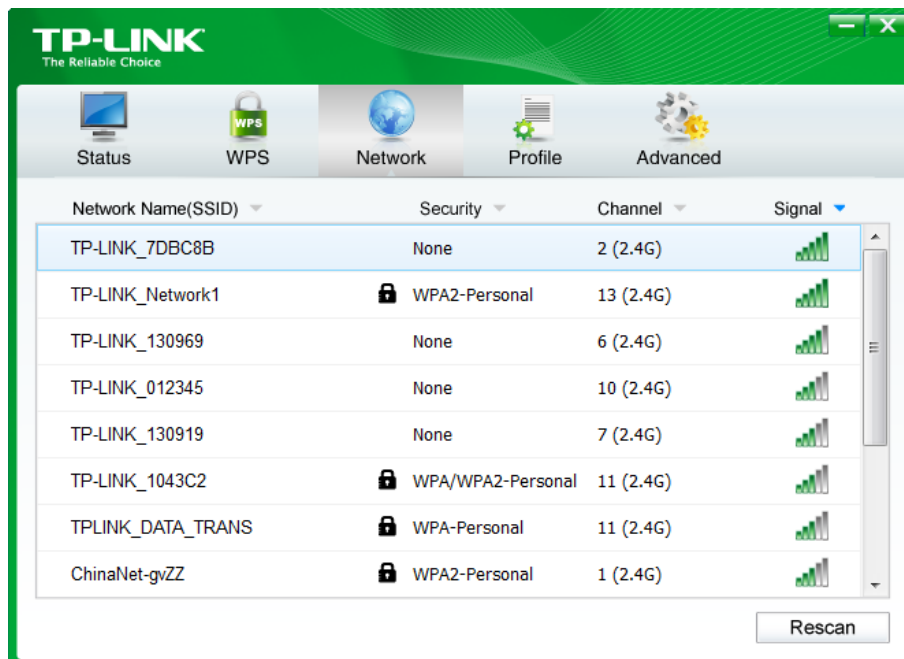 TP-LINK
The Reliable Choice
WPS
Status WPS Network Profile Advanced
Network Name(SSID) Security Channel Signal
TP-LINK_7DBC8B None 2 (2.4G)
TP-LINK_Network1 WPA2-Personal 13 (2.4G)
TP-LINK_130969 None 6 (2.4G)
TP-LINK_012345 None 10 (2.4G)
TP-LINK_130919 None 7 (2.4G)
TP-LINK_1043C2 WPA/WPA2-Personal 11 (2.4G)
TPLINK_DATA_TRANS WPA-Personal 11 (2.4G)
ChinaNet-gvZZ WPA2-Personal 1 (2.4G)
Rescan